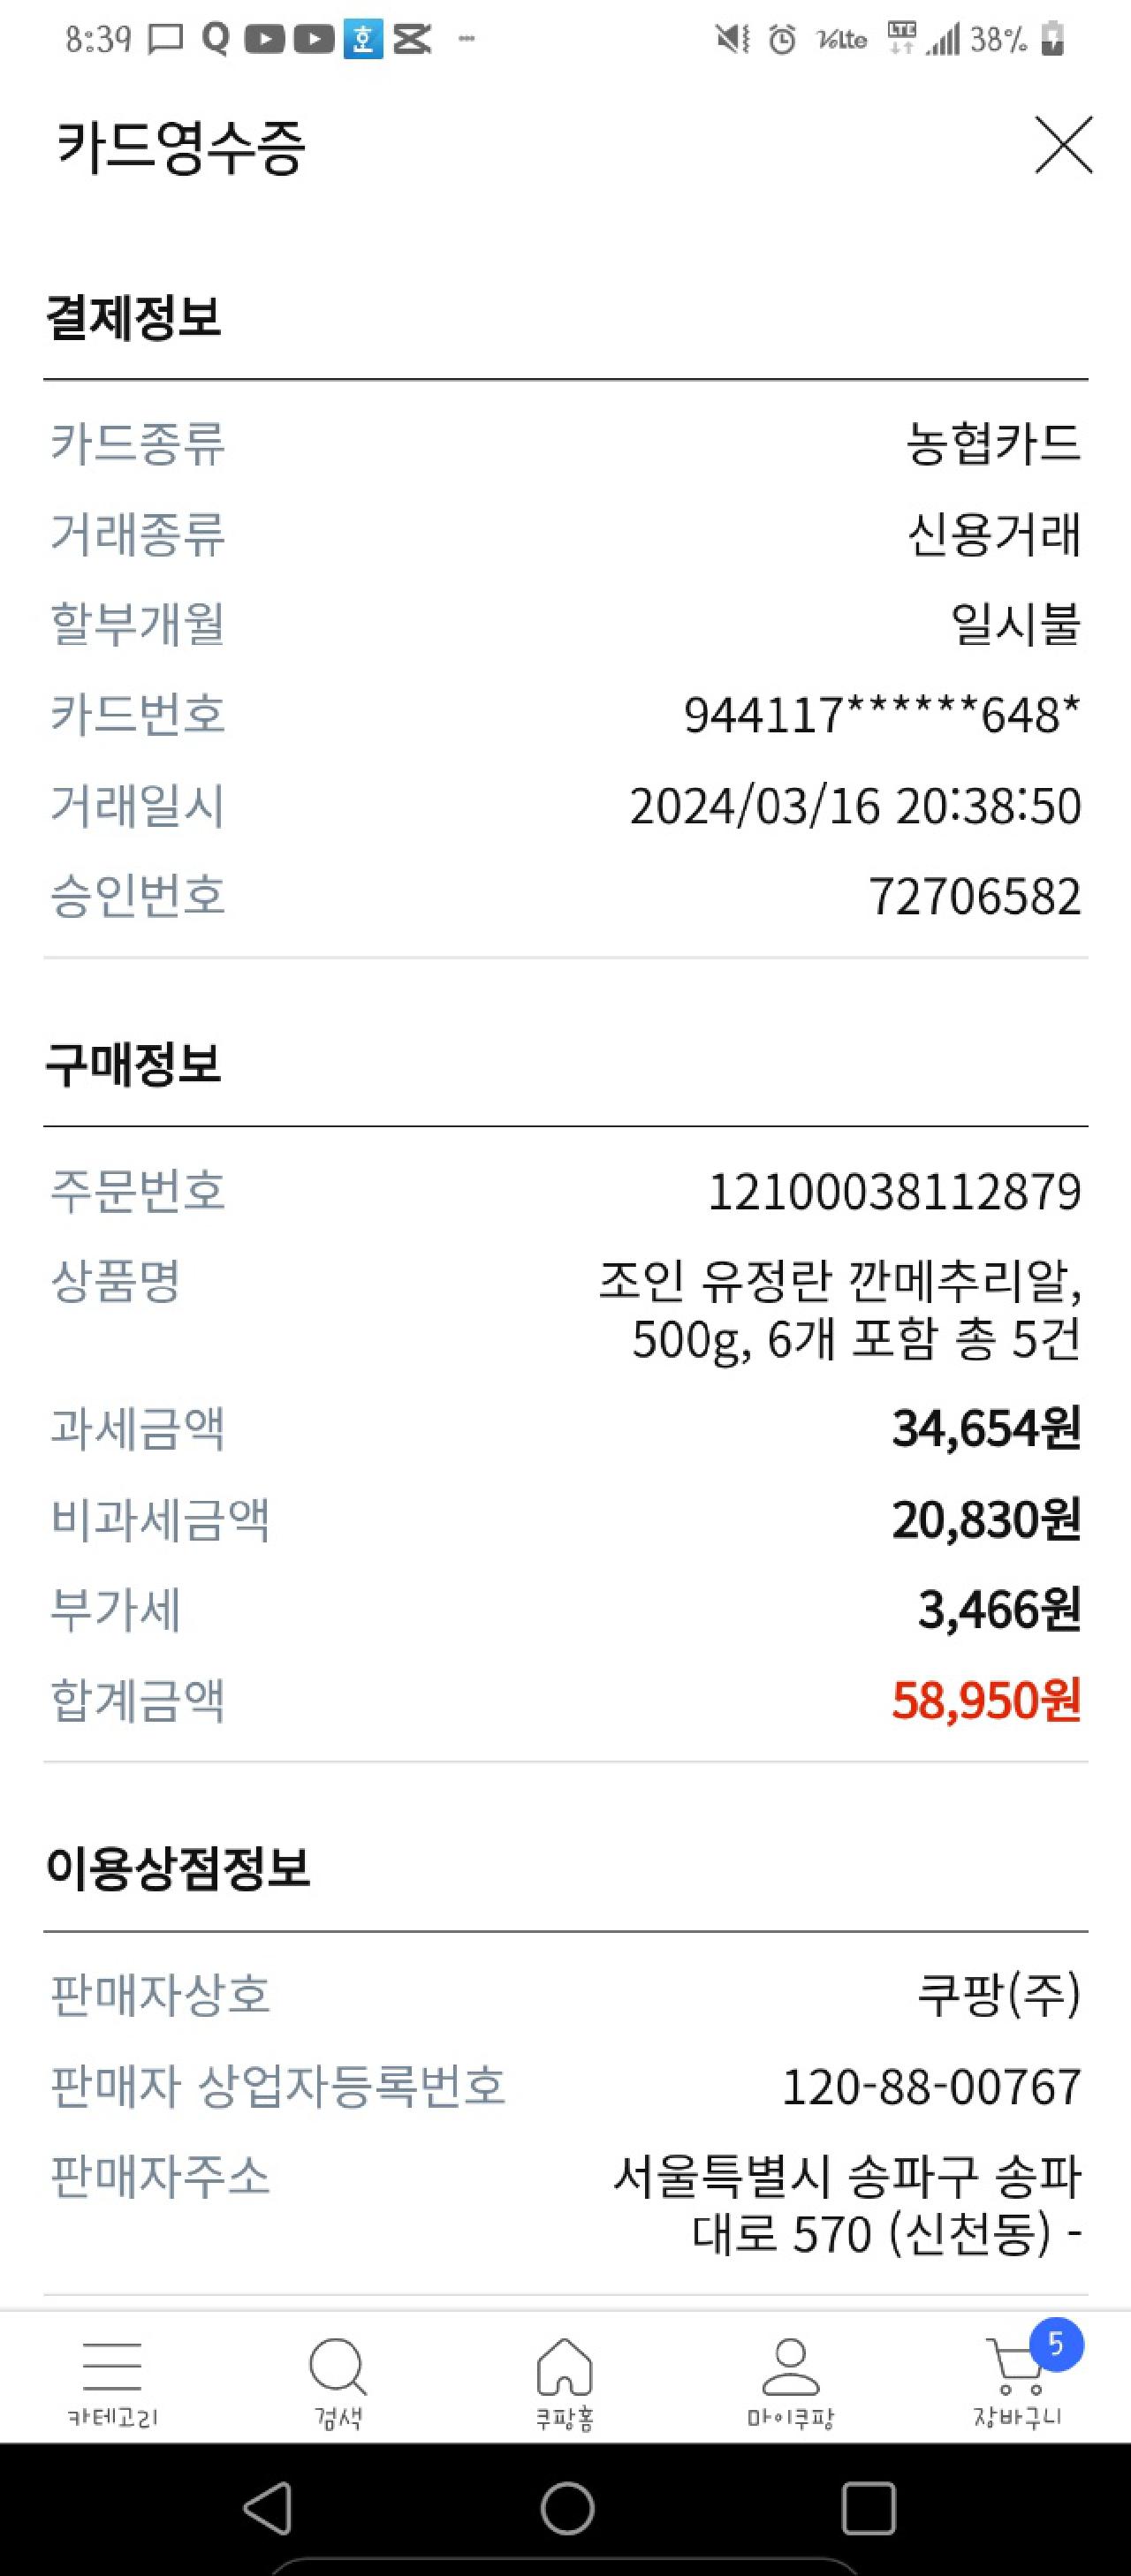 8:39 Q 호 ··· Volte LTE 38%
카드영수증
결제정보
카드종류 농협카드
거래종류 신용거래
할부개월 일시불
카드번호 944117******648*
거래일시 2024/03/16 20:38:50
승인번호 72706582
구매정보
주문번호 12100038112879
상품명 조인 유정란 깐메추리알,
500g, 6개 포함 총 5건
과세금액 34,654원
비과세금액 20,830원
부가세 3,466원
합계금액 58,950원
이용상점정보
판매자상호 쿠팡(주)
판매자 상업자등록번호 120-88-00767
판매자주소 서울특별시 송파구 송파
대로 570 (신천동) -
5
카테고리 검색 쿠팡홈 마이쿠팡 장바구니